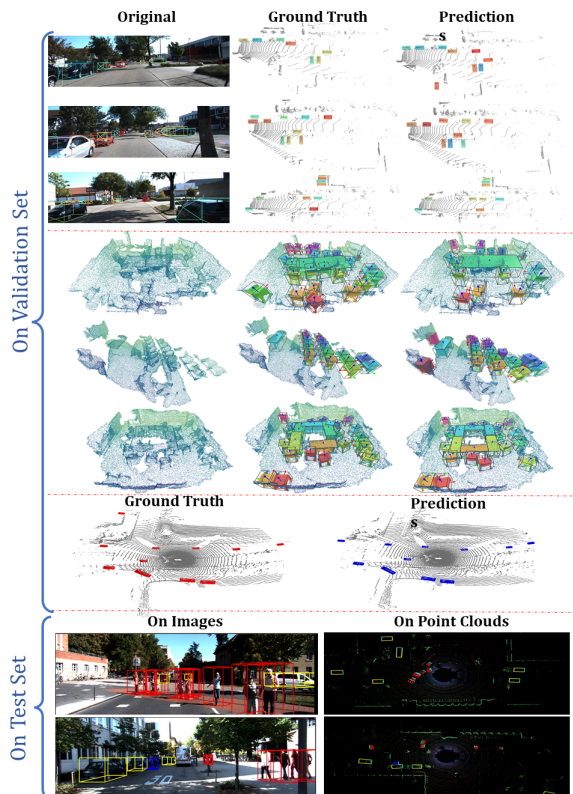 Original Ground Truth Prediction
s
On Validation Set
Ground Truth Prediction
s
On Images On Point Clouds
On Test Set